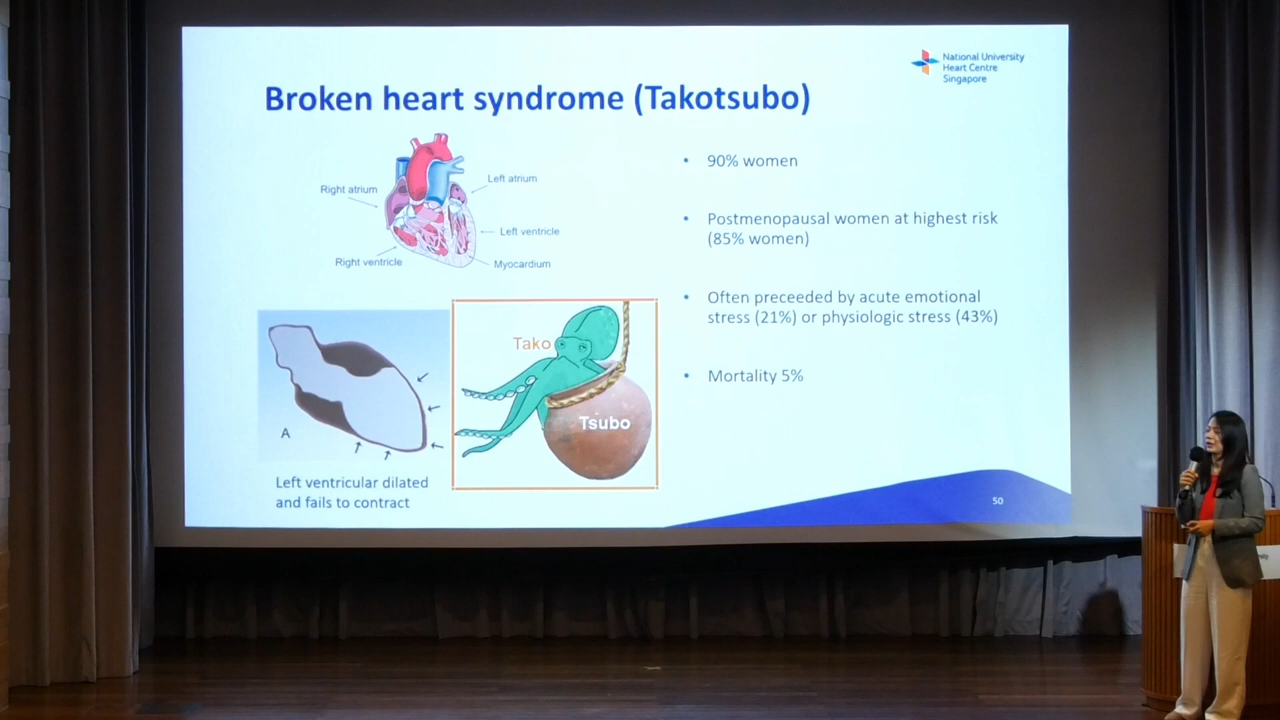 National University
Heart Centre
Singapore
Broken heart syndrome (Takotsubo)
Right atrium
Left atrium
Left ventricle
Right ventricle
Myocardium
A
Left ventricular dilated
and fails to contract
Tako
Tsubo
• 90% women
• Postmenopausal women at highest risk
(85% women)
• Often preceeded by acute emotional
stress (21%) or physiologic stress (43%)
• Mortality 5%
50